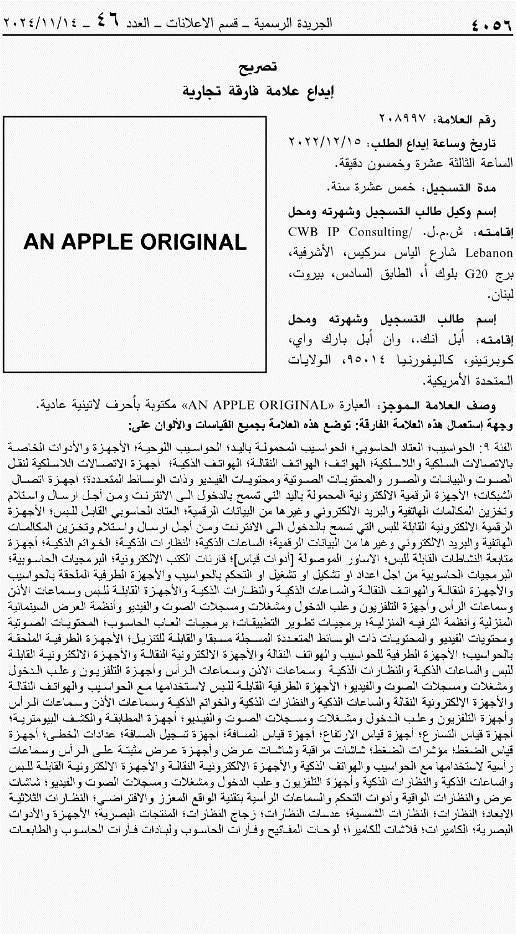 ٤٠٥٦ الجريدة الرسمية – قسم الاعلانات – العدد ٤٦ – ٢٠٢٤/١١/١٤
تصريح
إيداع علامة فارقة تجارية
AN APPLE ORIGINAL
رقم العلامة: ٢٠٨٩٩٧
تاريخ وساعة إيداع الطلب: ٢٠٢٢/١٢/١٥
الساعة الثالثة عشرة وخمسون دقيقة.
مدة التسجيل: خمس عشرة سنة.
إسم وكيل طالب التسجيل وشهرته ومحل
إقامته: ش.م.ل. /CWB IP Consulting
Lebanon شارع الياس سركيس، الأشرفية،
برج G20 بلوك أ، الطابق السادس، بيروت،
لبنان.
إسم طالب التسجيل وشهرته ومحل
إقامته: أبل انك.، وان أبل بارك واي،
كوبرتينو، كاليفورنيا ٩٥٠١٤، الولايات
المتحدة الأمريكية.
وصف العلامة الموجز: العبارة «AN APPLE ORIGINAL» مكتوبة بأحرف لاتينية عادية.
وجهة إستعمال هذه العلامة الفارقة: توضع هذه العلامة بجميع القياسات والألوان على:
الفئة ٩: الحواسيب؛ العتاد الحاسوبي؛ الحواسيب المحمولة باليد؛ الحواسيب اللوحية؛ الأجهزة والأدوات الخاصة
بالاتصالات السلكية واللاسلكية؛ الهواتف؛ الهواتف النقالة؛ الهواتف الذكية؛ أجهزة الاتصالات اللاسلكية لنقل
الصوت والبيانات والصور والمحتويات الصوتية ومحتويات الفيديو وذات الوسائط المتعددة؛ أجهزة اتصال
الشبكات؛ الأجهزة الرقمية الالكترونية المحمولة باليد التي تسمح بالدخول الى الانترنت ومن أجل ارسال واستلام
وتخزين المكالمات الهاتفية والبريد الالكتروني وغيرها من البيانات الرقمية؛ العتاد الحاسوبي القابل للبس؛ الأجهزة
الرقمية الالكترونية القابلة للبس التي تسمح بالدخول الى الانترنت ومن أجل ارسال واستلام وتخزين المكالمات
الهاتفية والبريد الالكتروني وغيرها من البيانات الرقمية؛ الساعات الذكية؛ النظارات الذكية؛ الخواتم الذكية؛ أجهزة
متابعة النشاطات القابلة للبس؛ الاساور الموصولة [أدوات قياس]؛ قارئات الكتب الالكترونية؛ البرمجيات الحاسوبية؛
البرمجيات الحاسوبية من اجل اعداد او تشكيل او تشغيل او التحكم بالحواسيب والأجهزة الطرفية الملحقة بالحواسيب
والأجهزة النقالة والهواتف النقالة والساعات الذكية والنظارات الذكية والأجهزة القابلة للبس وسماعات الأذن
وسماعات الرأس وأجهزة التلفزيون وعلب الدخول ومشغلات ومسجلات الصوت والفيديو وأنظمة العرض السينمائية
المنزلية وأنظمة الترفيه المنزلية؛ برمجيات تطوير التطبيقات؛ برمجيات العاب الحاسوب؛ المحتويات الصوتية
ومحتويات الفيديو والمحتويات ذات الوسائط المتعددة المسجلة مسبقا والقابلة للتنزيل؛ الأجهزة الطرفية الملحقة
بالحواسيب؛ الأجهزة الطرفية للحواسيب والهواتف النقالة والأجهزة الالكترونية النقالة والأجهزة الالكترونية القابلة
للبس والساعات الذكية والنظارات الذكية وسماعات الاذن وسماعات الرأس وأجهزة التلفزيون وعلب الدخول
ومشغلات ومسجلات الصوت والفيديو؛ الأجهزة الطرفية القابلة للبس لاستخدامها مع الحواسيب والهواتف النقالة
والأجهزة الالكترونية النقالة والساعات الذكية والنظارات الذكية والخواتم الذكية وسماعات الأذن وسماعات الرأس
وأجهزة التلفزيون وعلب الدخول ومشغلات ومسجلات الصوت والفيديو؛ أجهزة المطابقة والكشف البيومترية؛
أجهزة قياس التسارع؛ أجهزة قياس الارتفاع؛ أجهزة قياس المسافة؛ أجهزة تسجيل المسافة؛ عدادات الخطى؛ أجهزة
قياس الضغط؛ مؤشرات الضغط؛ شاشات مراقبة وشاشات عرض وأجهزة عرض مثبتة على الرأس وسماعات
رأسية لاستخدامها مع الحواسيب والهواتف الذكية والأجهزة الالكترونية النقالة والأجهزة الالكترونية القابلة للبس
والساعات الذكية والنظارات الذكية وأجهزة التلفزيون وعلب الدخول ومشغلات ومسجلات الصوت والفيديو؛ شاشات
عرض والنظارات الواقية وأدوات التحكم والسماعات الرأسية بتقنية الواقع المعزز والافتراضي؛ النظارات الثلاثية
الابعاد؛ النظارات؛ النظارات الشمسية؛ عدسات النظارات؛ زجاج النظارات؛ المنتجات البصرية؛ الأجهزة والأدوات
البصرية؛ الكاميرات؛ فلاشات للكاميرا؛ لوحات المفاتيح وفأرات الحاسوب ولبادات فأرات الحاسوب والطابعات